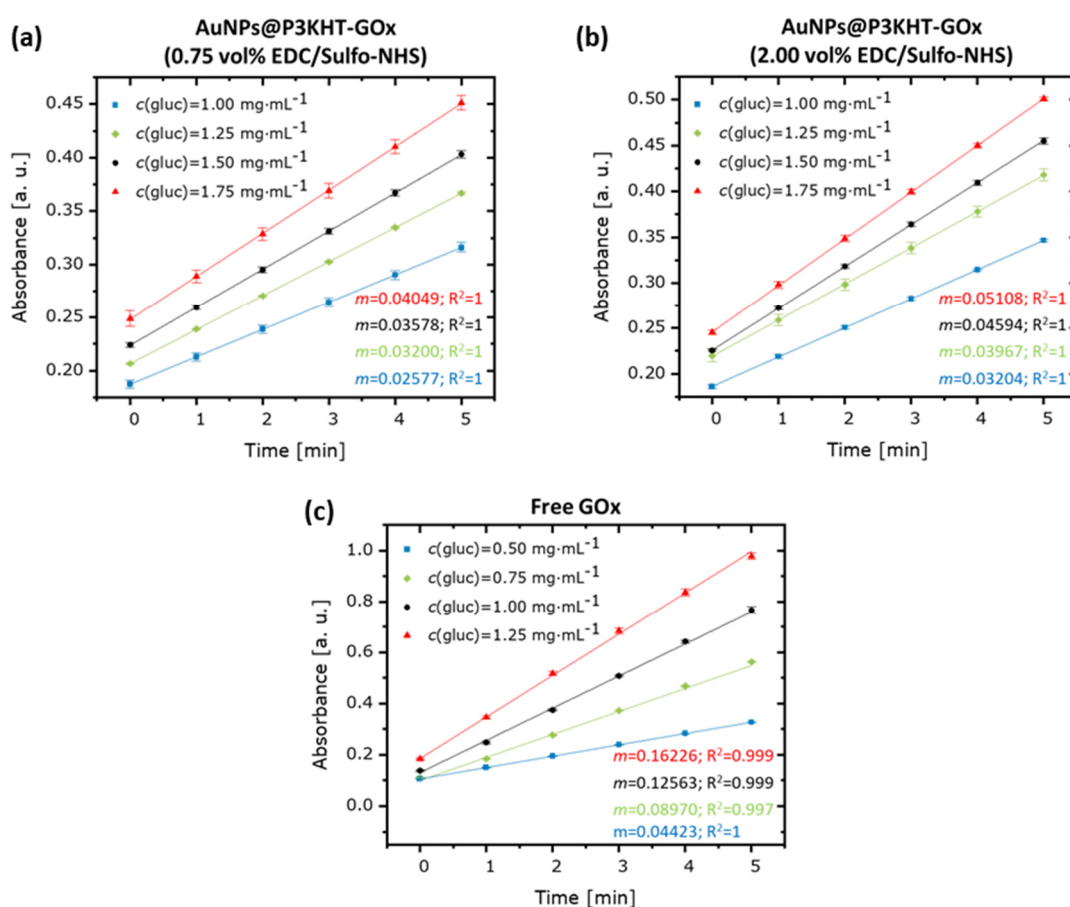 (a)
AuNPs@P3KHT-GOx
(0.75 vol% EDC/Sulfo-NHS)
c(gluc)=1.00 mg·mL⁻¹
c(gluc)=1.25 mg·mL⁻¹
c(gluc)=1.50 mg·mL⁻¹
c(gluc)=1.75 mg·mL⁻¹
m=0.04049; R²=1
m=0.03578; R²=1
m=0.03200; R²=1
m=0.02577; R²=1
Absorbance [a. u.]
0.45
0.40
0.35
0.30
0.25
0.20
0 1 2 3 4 5
Time [min]
(b)
AuNPs@P3KHT-GOx
(2.00 vol% EDC/Sulfo-NHS)
c(gluc)=1.00 mg·mL⁻¹
c(gluc)=1.25 mg·mL⁻¹
c(gluc)=1.50 mg·mL⁻¹
c(gluc)=1.75 mg·mL⁻¹
m=0.05108; R²=1
m=0.04594; R²=1
m=0.03967; R²=1
m=0.03204; R²=1
Absorbance [a. u.]
0.50
0.45
0.40
0.35
0.30
0.25
0.20
0 1 2 3 4 5
Time [min]
(c)
Free GOx
c(gluc)=0.50 mg·mL⁻¹
c(gluc)=0.75 mg·mL⁻¹
c(gluc)=1.00 mg·mL⁻¹
c(gluc)=1.25 mg·mL⁻¹
m=0.16226; R²=0.999
m=0.12563; R²=0.999
m=0.08970; R²=0.997
m=0.04423; R²=1
Absorbance [a. u.]
1.0
0.8
0.6
0.4
0.2
0.0
0 1 2 3 4 5
Time [min]